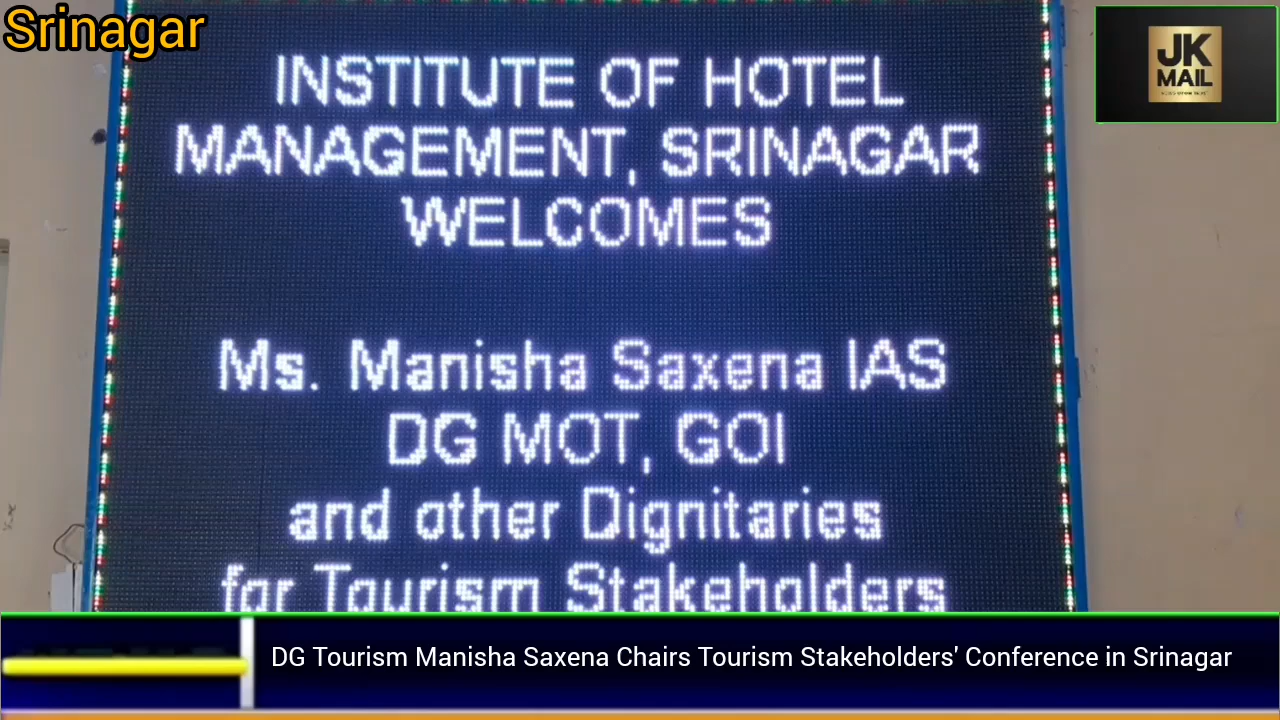 Srinagar
JK
MAIL
INSTITUTE OF HOTEL
MANAGEMENT, SRINAGAR
WELCOMES
Ms. Manisha Saxena IAS
DG MOT, GOI
and other Dignitaries
for Tourism Stakeholders
DG Tourism Manisha Saxena Chairs Tourism Stakeholders' Conference in Srinagar